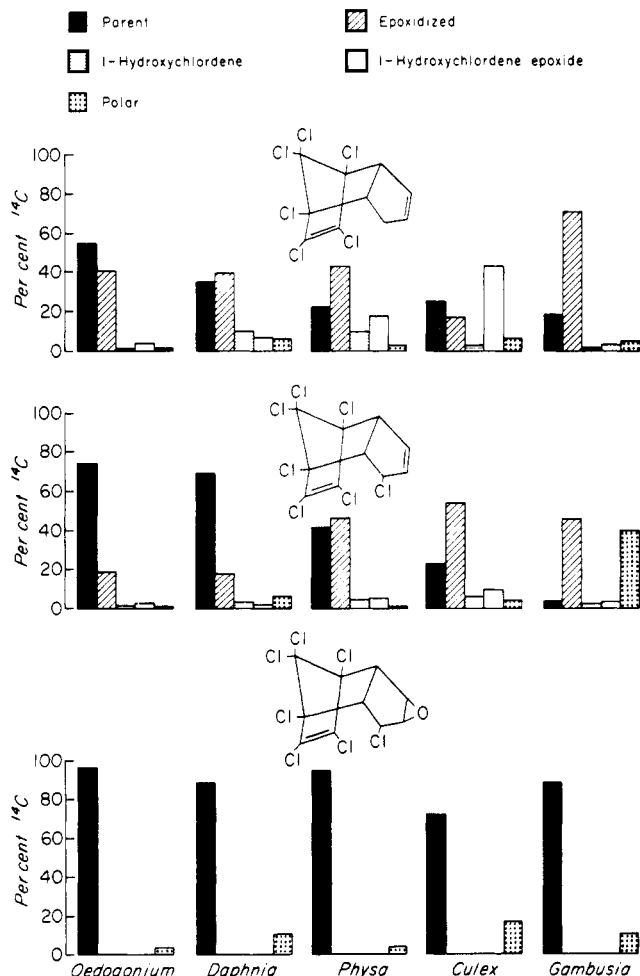 Parent
Epoxidized
1-Hydroxychlordene
1-Hydroxychlordene epoxide
Polar
Per cent ¹⁴C
100
80
60
40
20
0
Cl
Cl
Cl
Cl
Cl
Cl
Per cent ¹⁴C
100
80
60
40
20
0
Cl
Cl
Cl
Cl
Cl
Cl
Cl
Per cent ¹⁴C
100
80
60
40
20
0
Cl
Cl
Cl
Cl
O
Cl
Cl
Cl
Oedogonium Daphnia Physa Culex Gambusia